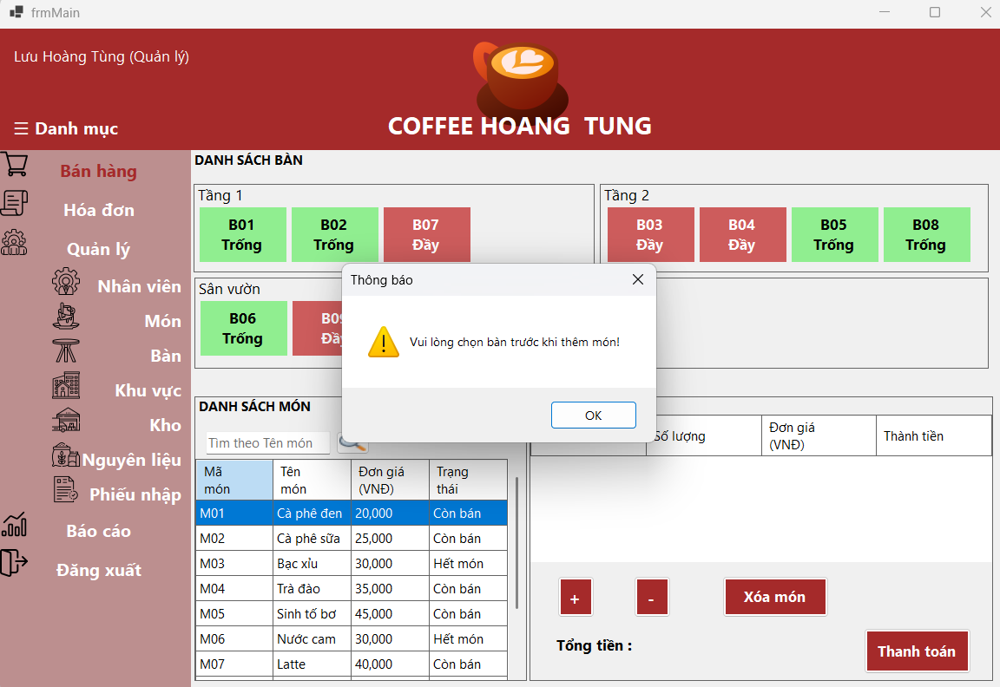 frmMain
Lưu Hoàng Tùng (Quản lý)
☰ Danh mục
COFFEE HOANG TUNG
Bán hàng
Hóa đơn
Quản lý
Nhân viên
Món
Bàn
Khu vực
Kho
Nguyên liệu
Phiếu nhập
Báo cáo
Đăng xuất
DANH SÁCH BÀN
Tầng 1
B01 B02 B07
Trống Trống Đầy
Tầng 2
B03 B04 B05 B08
Đầy Đầy Trống Trống
Sân vườn
B06
Trống
Thông báo
Vui lòng chọn bàn trước khi thêm món!
OK
DANH SÁCH MÓN
Tìm theo Tên món
Mã món Tên món Đơn giá (VNĐ) Trạng thái
M01 Cà phê đen 20,000 Còn bán
M02 Cà phê sữa 25,000 Còn bán
M03 Bạc xỉu 30,000 Hết món
M04 Trà đào 35,000 Còn bán
M05 Sinh tố bơ 45,000 Còn bán
M06 Nước cam 30,000 Hết món
M07 Latte 40,000 Còn bán
Số lượng Đơn giá (VNĐ) Thành tiền
+ - Xóa món
Tổng tiền :
Thanh toán